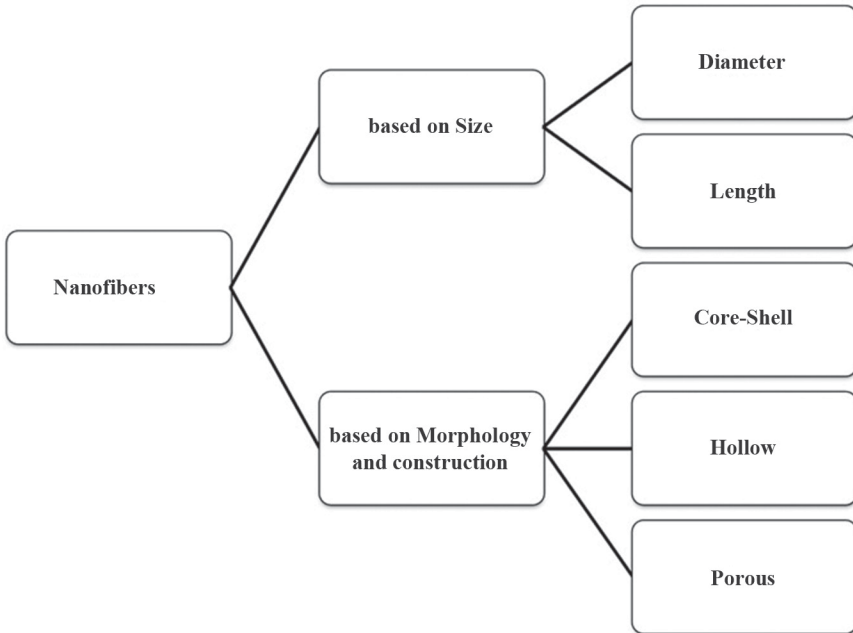 Nanofibers
based on Size
Diameter
Length
based on Morphology
and construction
Core-Shell
Hollow
Porous